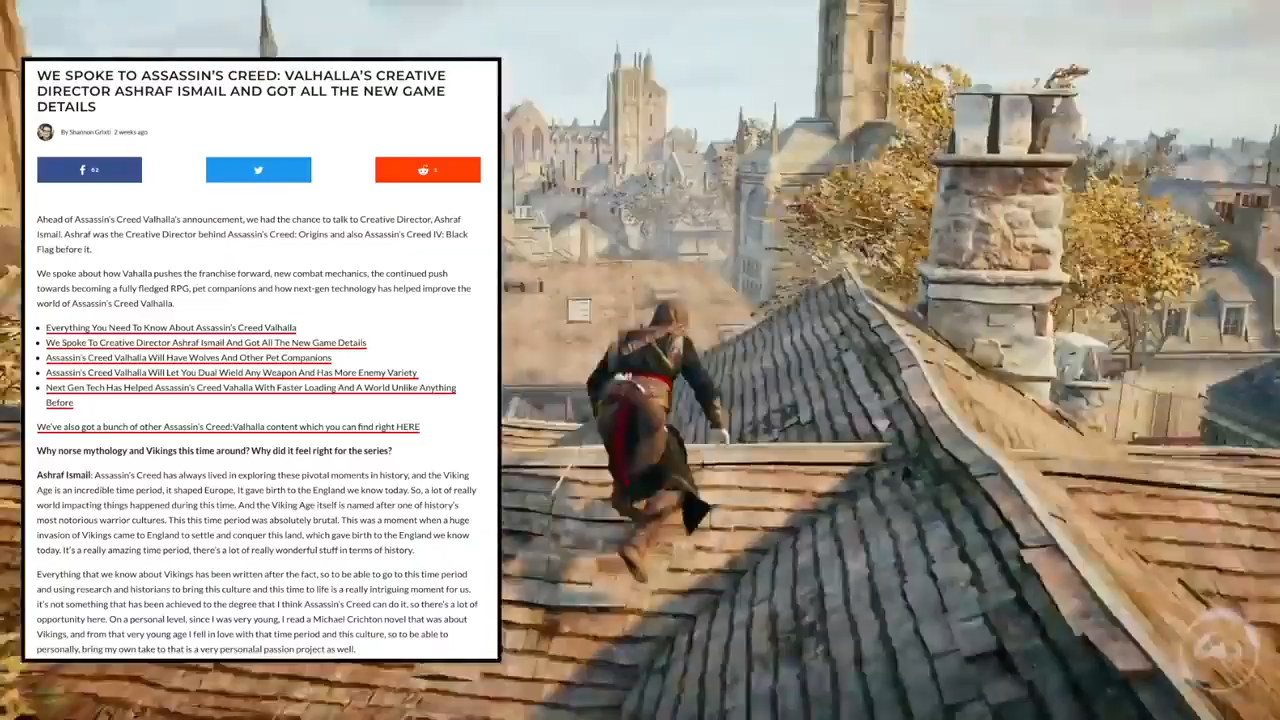 WE SPOKE TO ASSASSIN'S CREED: VALHALLA'S CREATIVE
DIRECTOR ASHRAF ISMAIL AND GOT ALL THE NEW GAME
DETAILS
By Shannon Grixti 2 weeks ago
62
1
Ahead of Assassin's Creed Valhalla's announcement, we had the chance to talk to Creative Director, Ashraf
Ismail. Ashraf was the Creative Director behind Assassin's Creed: Origins and also Assassin's Creed IV: Black
Flag before it.
We spoke about how Vahalla pushes the franchise forward, new combat mechanics, the continued push
towards becoming a fully fledged RPG, pet companions and how next-gen technology has helped improve the
world of Assassin's Creed Valhalla.
• Everything You Need To Know About Assassin's Creed Valhalla
• We Spoke To Creative Director Ashraf Ismail And Got All The New Game Details
• Assassin's Creed Valhalla Will Have Wolves And Other Pet Companions
• Assassin's Creed Valhalla Will Let You Dual Wield Any Weapon And Has More Enemy Variety
• Next Gen Tech Has Helped Assassin's Creed Vahalla With Faster Loading And A World Unlike Anything
Before
We've also got a bunch of other Assassin's Creed:Valhalla content which you can find right HERE
Why norse mythology and Vikings this time around? Why did it feel right for the series?
Ashraf Ismail: Assassin's Creed has always lived in exploring these pivotal moments in history, and the Viking
Age is an incredible time period, it shaped Europe, It gave birth to the England we know today. So, a lot of really
world impacting things happened during this time. And the Viking Age itself is named after one of history's
most notorious warrior cultures. This this time period was absolutely brutal. This was a moment when a huge
invasion of Vikings came to England to settle and conquer this land, which gave birth to the England we know
today. It's a really amazing time period, there's a lot of really wonderful stuff in terms of history.
Everything that we know about Vikings has been written after the fact, so to be able to go to this time period
and using research and historians to bring this culture and this time to life is a really intriguing moment for us.
it's not something that has been achieved to the degree that I think Assassin's Creed can do it, so there's a lot of
opportunity here. On a personal level, since I was very young, I read a Michael Crichton novel that was about
Vikings, and from that very young age I fell in love with that time period and this culture, so to be able to
personally, bring my own take to that is a very personalal passion project as well.